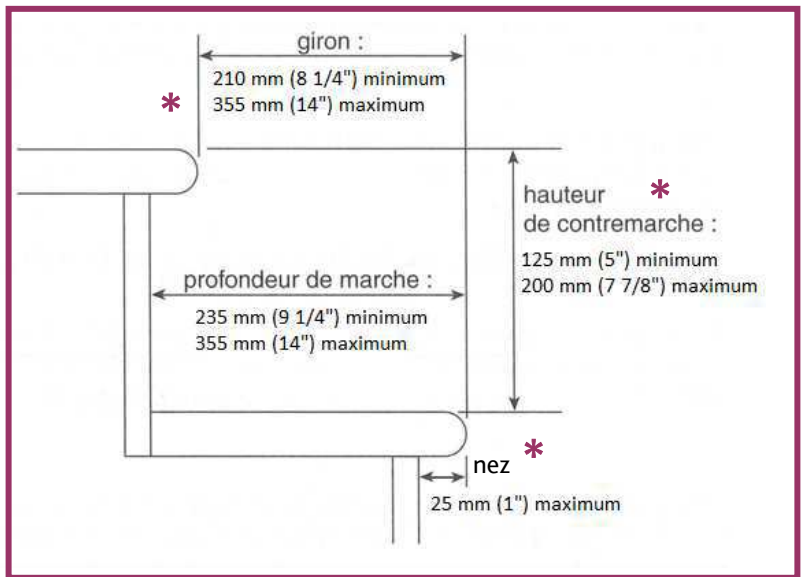 giron :
210 mm (8 1/4") minimum
* 355 mm (14") maximum
hauteur *
de contremarche :
125 mm (5") minimum
200 mm (7 7/8") maximum
profondeur de marche :
235 mm (9 1/4") minimum
355 mm (14") maximum
nez *
25 mm (1") maximum